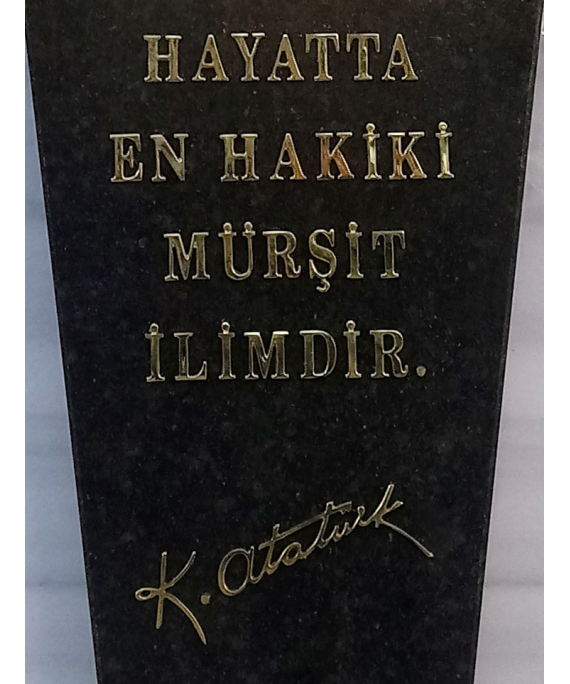 HAYATTA
EN HAKİKİ
MÜRŞİT
İLİMDİR.
K. Atatürk